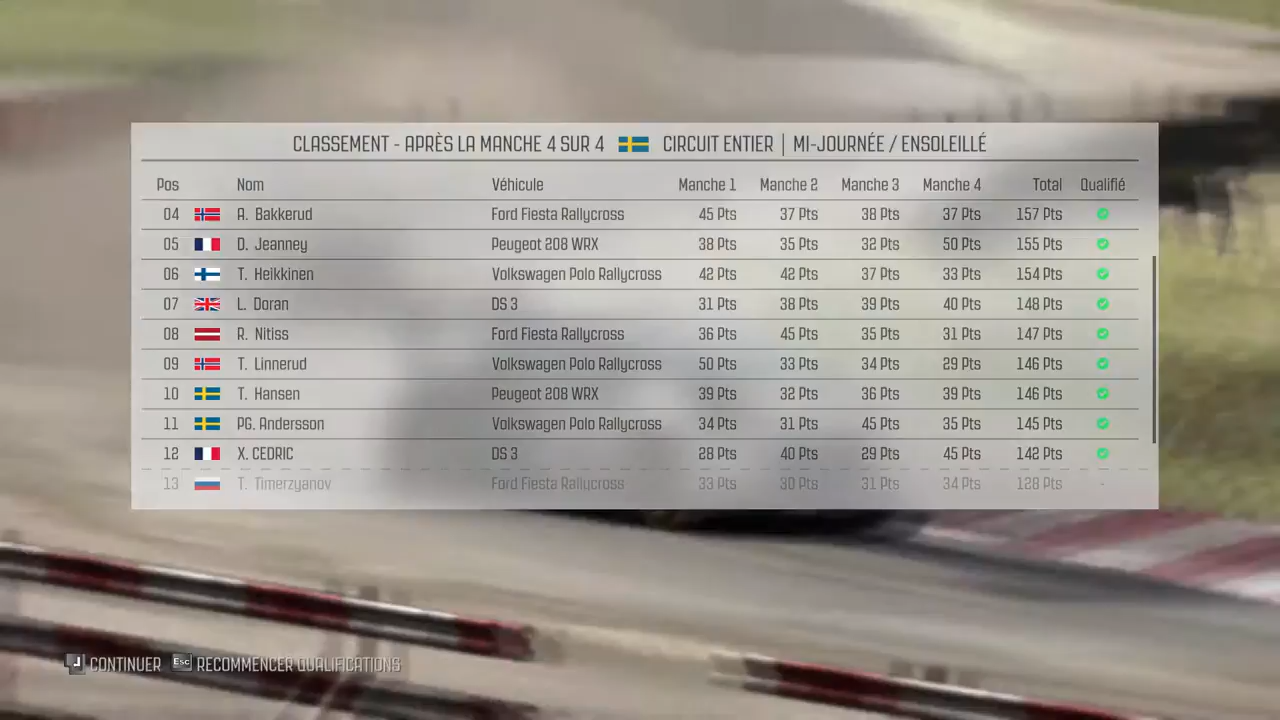 CLASSEMENT - APRÈS LA MANCHE 4 SUR 4 CIRCUIT ENTIER | MI-JOURNÉE / ENSOLEILLÉ
Pos Nom Véhicule Manche 1 Manche 2 Manche 3 Manche 4 Total Qualifié
04 A. Bakkerud Ford Fiesta Rallycross 45 Pts 37 Pts 38 Pts 37 Pts 157 Pts
05 D. Jeanney Peugeot 208 WRX 38 Pts 35 Pts 32 Pts 50 Pts 155 Pts
06 T. Heikkinen Volkswagen Polo Rallycross 42 Pts 42 Pts 37 Pts 33 Pts 154 Pts
07 L. Doran DS 3 31 Pts 38 Pts 39 Pts 40 Pts 148 Pts
08 R. Nitiss Ford Fiesta Rallycross 36 Pts 45 Pts 35 Pts 31 Pts 147 Pts
09 T. Linnerud Volkswagen Polo Rallycross 50 Pts 33 Pts 34 Pts 29 Pts 146 Pts
10 T. Hansen Peugeot 208 WRX 39 Pts 32 Pts 36 Pts 39 Pts 146 Pts
11 PG. Andersson Volkswagen Polo Rallycross 34 Pts 31 Pts 45 Pts 35 Pts 145 Pts
12 X. CEDRIC DS 3 28 Pts 40 Pts 29 Pts 45 Pts 142 Pts
13 T. Timerzyanov Ford Fiesta Rallycross 33 Pts 30 Pts 31 Pts 34 Pts 128 Pts -
CONTINUER Esc RECOMMENCER QUALIFICATIONS